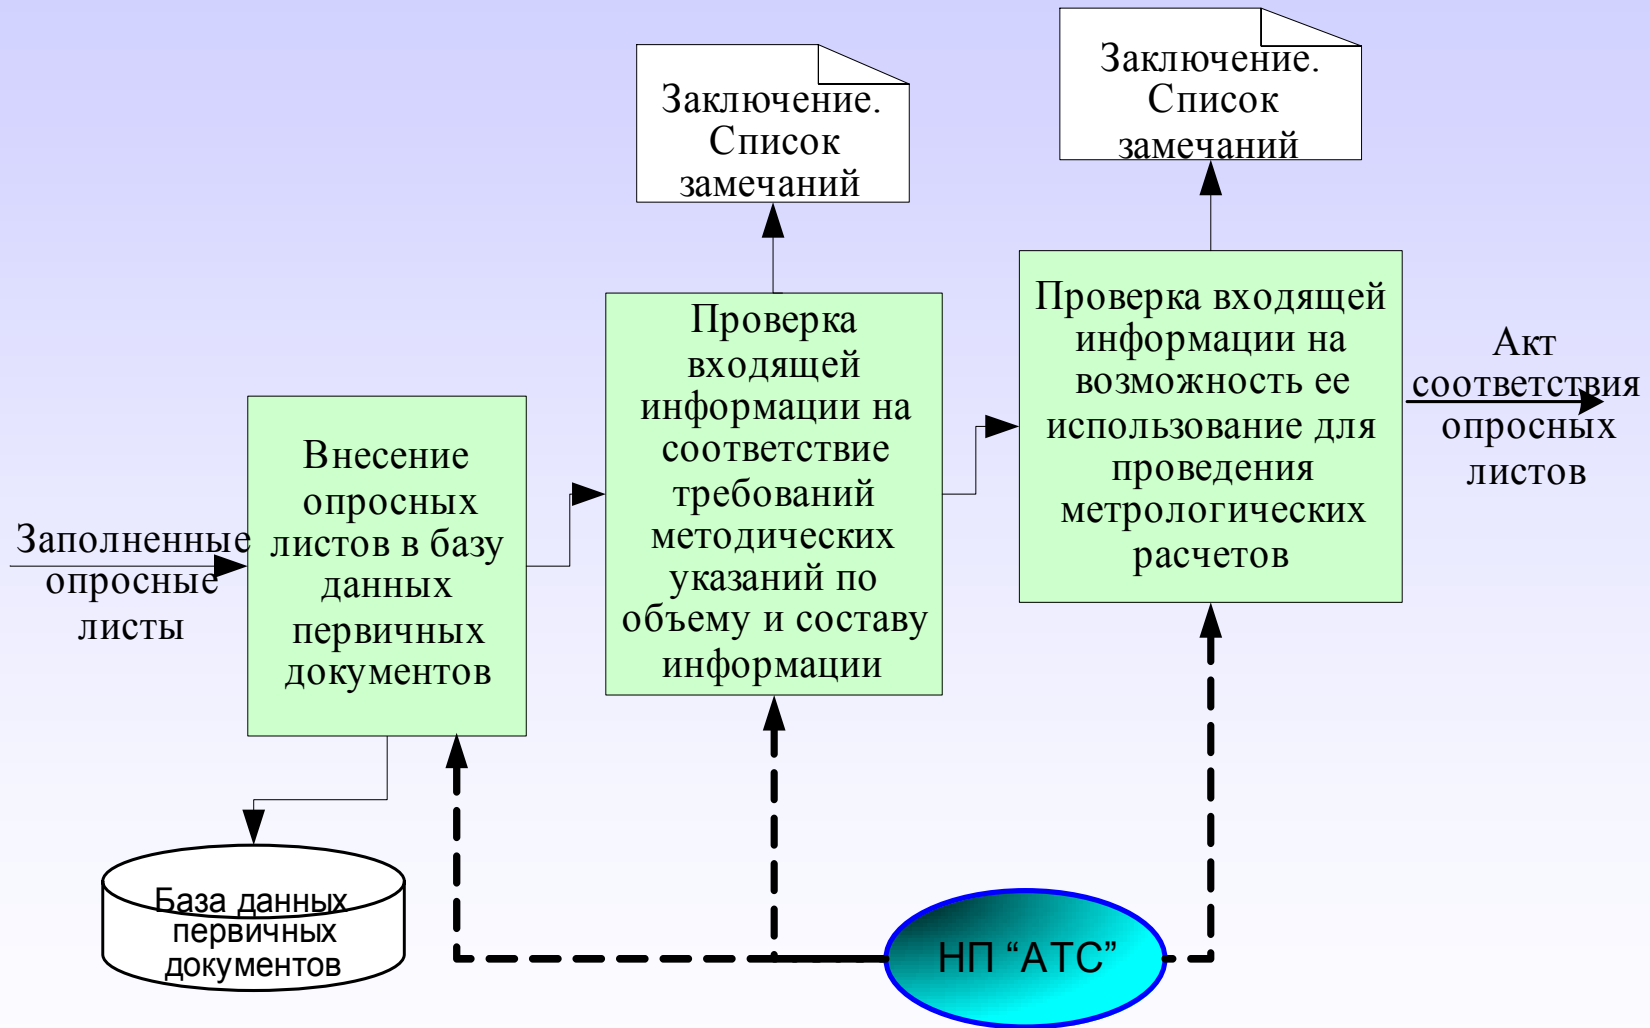 Заключение.
Список
замечаний
Заключение.
Список
замечаний
Заполненные
опросные
листы
Внесение
опросных
листов в базу
данных
первичных
документов
Проверка
входящей
информации на
соответствие
требований
методических
указаний по
объему и составу
информации
Проверка входящей
информации на
возможность ее
использование для
проведения
метрологических
расчетов
Акт
соответствия
опросных
листов
База данных
первичных
документов
НП “АТС”